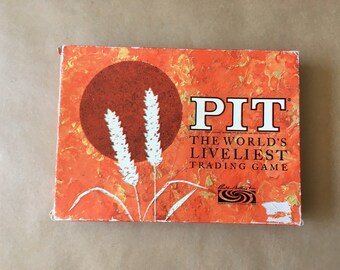 PIT
THE WORLD'S
LIVELIEST
TRADING GAME